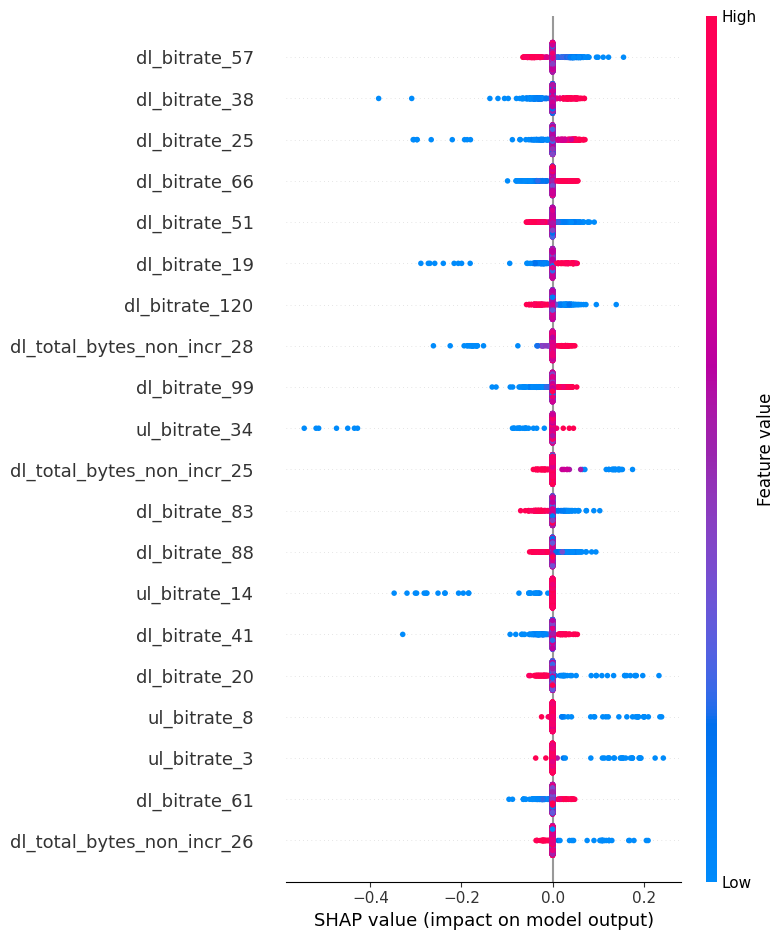 High
dl_bitrate_57
dl_bitrate_38
dl_bitrate_25
dl_bitrate_66
dl_bitrate_51
dl_bitrate_19
dl_bitrate_120
dl_total_bytes_non_incr_28
dl_bitrate_99
ul_bitrate_34
dl_total_bytes_non_incr_25
dl_bitrate_83
dl_bitrate_88
ul_bitrate_14
dl_bitrate_41
dl_bitrate_20
ul_bitrate_8
ul_bitrate_3
dl_bitrate_61
dl_total_bytes_non_incr_26
Feature value
Low
−0.4 −0.2 0.0 0.2
SHAP value (impact on model output)